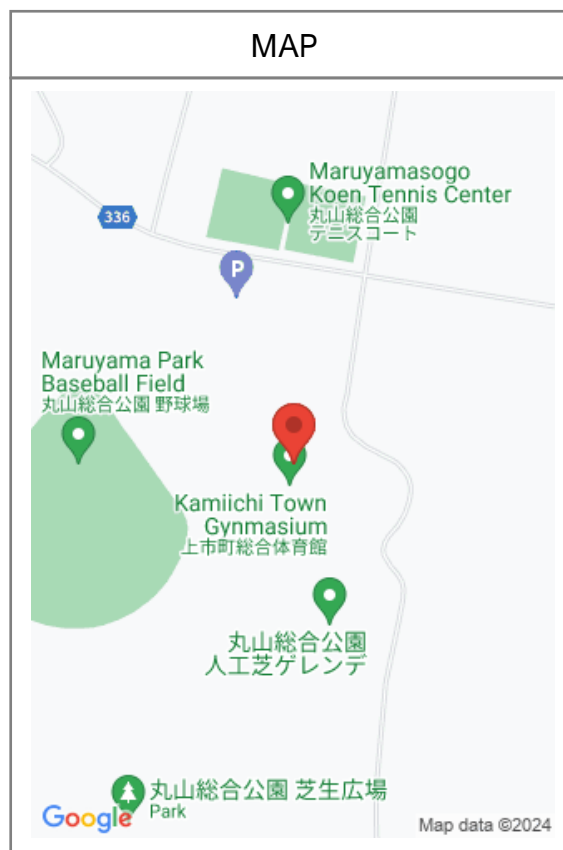 MAP
Maruyamasogo
Koen Tennis Center
丸山総合公園
テニスコート
336
P
Maruyama Park
Baseball Field
丸山総合公園 野球場
Kamiichi Town
Gynmasium
上市町総合体育館
丸山総合公園
人工芝ゲレンデ
丸山総合公園 芝生広場
Park
Google
Map data ©2024